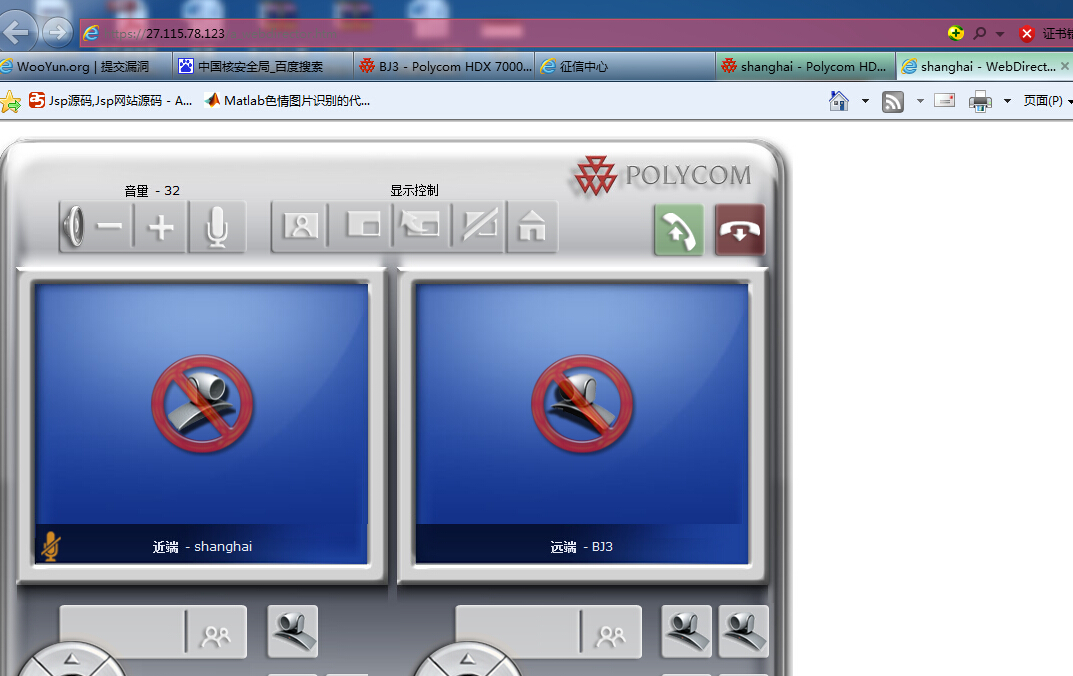 https://27.115.78.123
证书错
WooYun.org | 提交漏洞
中国核安全局_百度搜索
BJ3 - Polycom HDX 7000...
征信中心
shanghai - Polycom HD...
shanghai - WebDirect...
Jsp源码,Jsp网站源码 - A...
Matlab色情图片识别的代...
页面(P)
音量 - 32
显示控制
POLYCOM
近端 - shanghai
远端 - BJ3